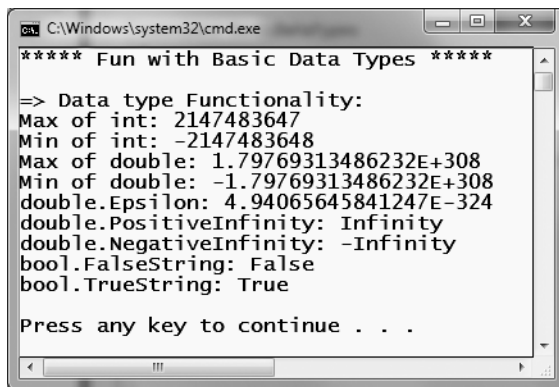 C:\Windows\system32\cmd.exe
***** Fun with Basic Data Types *****
=> Data type Functionality:
Max of int: 2147483647
Min of int: -2147483648
Max of double: 1.79769313486232E+308
Min of double: -1.79769313486232E+308
double.Epsilon: 4.94065645841247E-324
double.PositiveInfinity: Infinity
double.NegativeInfinity: -Infinity
bool.FalseString: False
bool.TrueString: True
Press any key to continue . . .